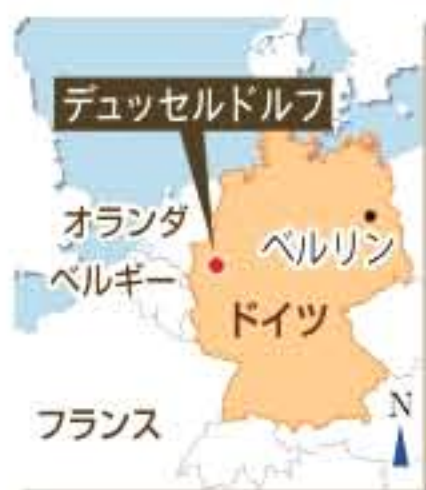 デュッセルドルフ
オランダ
ベルリン
ベルギー
ドイツ
フランス
N